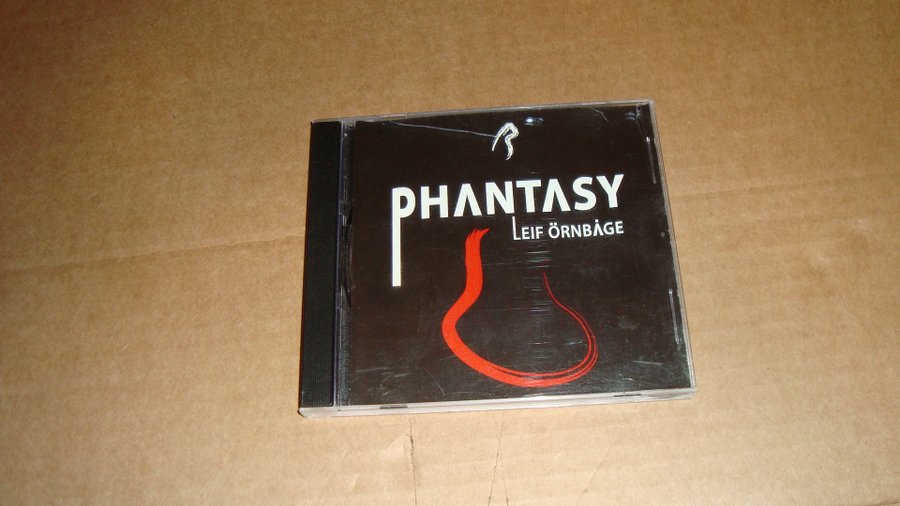 PHANTASY
LEIF ÖRNBÅGE